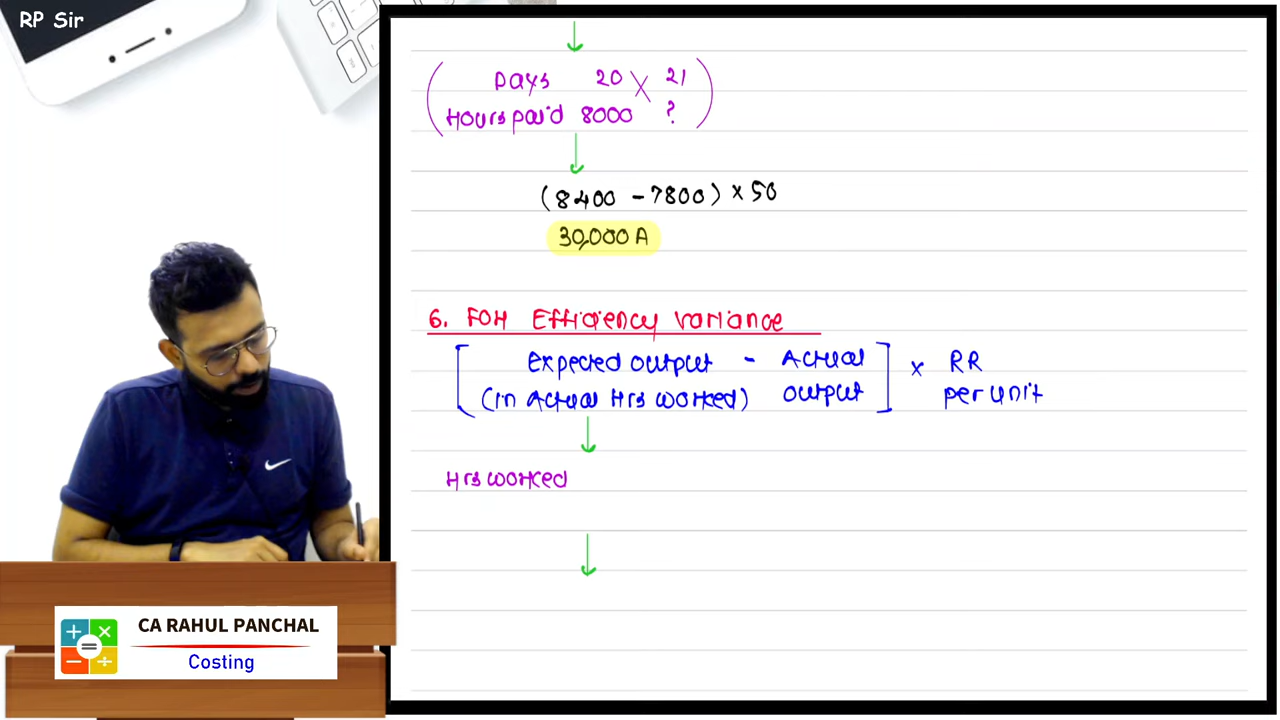 RP Sir
Days 20 21
Hours paid 8000 ?
(8400 - 7800) × 50
30,000 A
6. FOH Efficiency variance
[Expected output - Actual] × RR
(in Actual Hrs worked) output per unit
Hrs worked
CA RAHUL PANCHAL
Costing